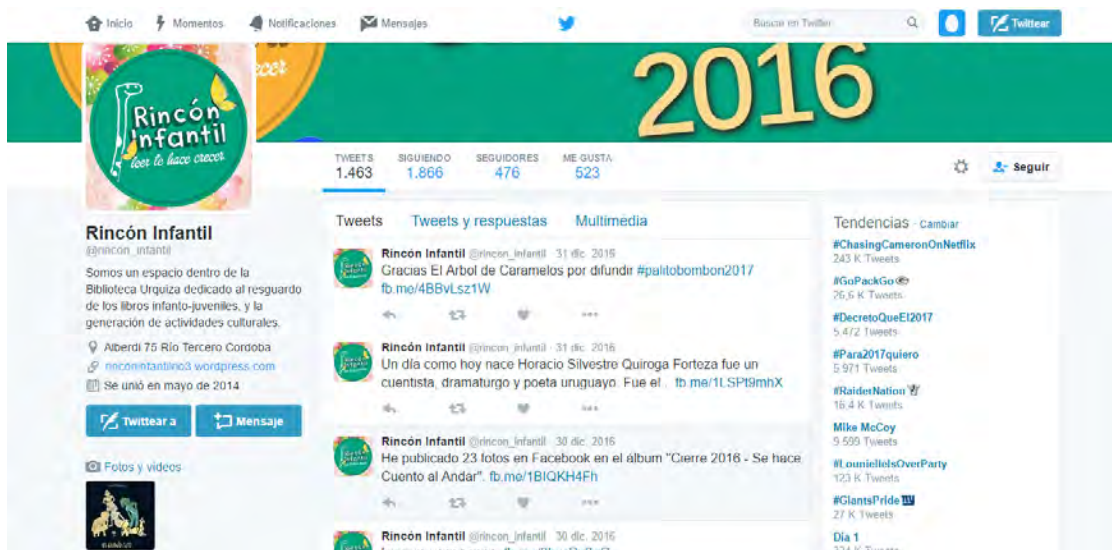 Inicio Momentos Notificaciones Mensajes Buscar en Twitter Twittear
ecer
2016
Rincón
Infantil
leer te hace crecer
TWEETS SIGUIENDO SEGUIDORES ME GUSTA
1.463 1.866 476 523
Seguir
Rincón Infantil
@rincon_infantil
Somos un espacio dentro de la
Biblioteca Urquiza dedicado al resguardo
de los libros infanto-juveniles, y la
generación de actividades culturales.
Alberdi 75 Río Tercero Cordoba
rinconinfantilrio3.wordpress.com
Se unió en mayo de 2014
Twittear a Mensaje
Fotos y videos
Tweets Tweets y respuestas Multimedia
Rincón Infantil @rincon_infantil · 31 dic. 2016
Gracias El Arbol de Caramelos por difundir #palitobombon2017
fb.me/4BBvLsz1W
Rincón Infantil @rincon_infantil · 31 dic. 2016
Un día como hoy nace Horacio Silvestre Quiroga Forteza fue un
cuentista, dramaturgo y poeta uruguayo. Fue el... fb.me/1LSPt9mhX
Rincón Infantil @rincon_infantil · 30 dic. 2016
He publicado 23 fotos en Facebook en el álbum "Cierre 2016 - Se hace
Cuento al Andar". fb.me/1BIQKH4Fh
Rincón Infantil @rincon_infantil · 30 dic. 2016
Tendencias · Cambiar
#ChasingCameronOnNetflix
243 K Tweets
#GoPackGo
26,6 K Tweets
#DecretoQueEl2017
5.472 Tweets
#Para2017quiero
5.971 Tweets
#RaiderNation
16,4 K Tweets
Mike McCoy
9.599 Tweets
#LounielleIsOverParty
123 K Tweets
#GiantsPride
27 K Tweets
Día 1